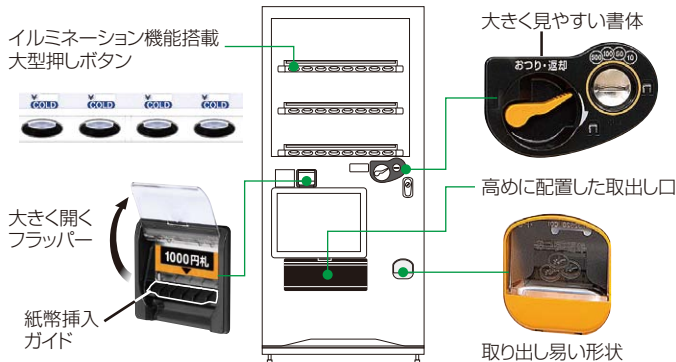 イルミネーション機能搭載
大型押しボタン
COLD COLD COLD COLD
大きく見やすい書体
おつり・返却
500 100 50 10
高めに配置した取出し口
大きく開く
フラッパー
1000円札
紙幣挿入
ガイド
取り出し易い形状